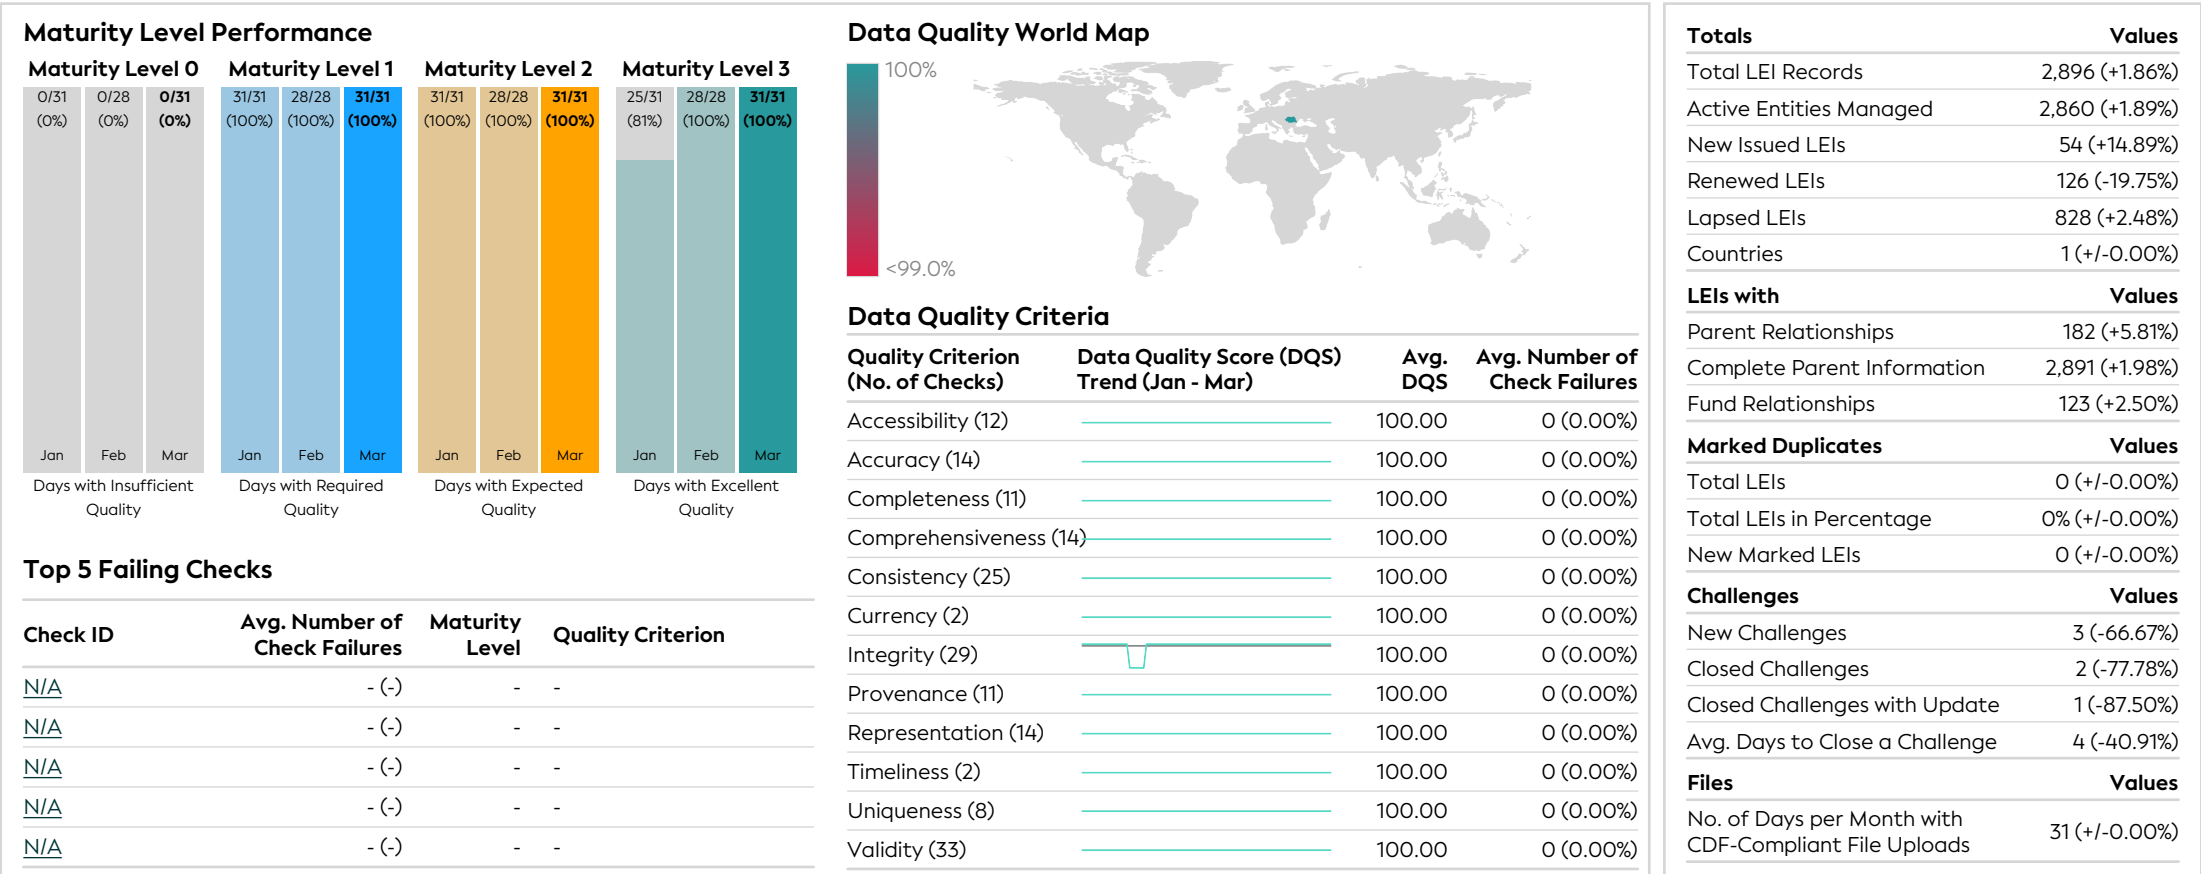 Maturity Level Performance
Maturity Level 0
Maturity Level 1
Maturity Level 2
Maturity Level 3
0/31 0/28 0/31
(0%) (0%) (0%)
31/31 28/28 31/31
(100%) (100%) (100%)
31/31 28/28 31/31
(100%) (100%) (100%)
25/31 28/28 31/31
(81%) (100%) (100%)
Jan Feb Mar
Jan Feb Mar
Jan Feb Mar
Jan Feb Mar
Days with Insufficient
Quality
Days with Required
Quality
Days with Expected
Quality
Days with Excellent
Quality
Top 5 Failing Checks
Check ID
Avg. Number of
Check Failures
Maturity
Level
Quality Criterion
N/A - (-) - -
N/A - (-) - -
N/A - (-) - -
N/A - (-) - -
N/A - (-) - -
Data Quality World Map
100%
<99.0%
Data Quality Criteria
Quality Criterion
(No. of Checks)
Data Quality Score (DQS)
Trend (Jan - Mar)
Avg.
DQS
Avg. Number of
Check Failures
Accessibility (12) 100.00 0 (0.00%)
Accuracy (14) 100.00 0 (0.00%)
Completeness (11) 100.00 0 (0.00%)
Comprehensiveness (14) 100.00 0 (0.00%)
Consistency (25) 100.00 0 (0.00%)
Currency (2) 100.00 0 (0.00%)
Integrity (29) 100.00 0 (0.00%)
Provenance (11) 100.00 0 (0.00%)
Representation (14) 100.00 0 (0.00%)
Timeliness (2) 100.00 0 (0.00%)
Uniqueness (8) 100.00 0 (0.00%)
Validity (33) 100.00 0 (0.00%)
Totals Values
Total LEI Records 2,896 (+1.86%)
Active Entities Managed 2,860 (+1.89%)
New Issued LEIs 54 (+14.89%)
Renewed LEIs 126 (-19.75%)
Lapsed LEIs 828 (+2.48%)
Countries 1 (+/-0.00%)
LEIs with Values
Parent Relationships 182 (+5.81%)
Complete Parent Information 2,891 (+1.98%)
Fund Relationships 123 (+2.50%)
Marked Duplicates Values
Total LEIs 0 (+/-0.00%)
Total LEIs in Percentage 0% (+/-0.00%)
New Marked LEIs 0 (+/-0.00%)
Challenges Values
New Challenges 3 (-66.67%)
Closed Challenges 2 (-77.78%)
Closed Challenges with Update 1 (-87.50%)
Avg. Days to Close a Challenge 4 (-40.91%)
Files Values
No. of Days per Month with
CDF-Compliant File Uploads 31 (+/-0.00%)